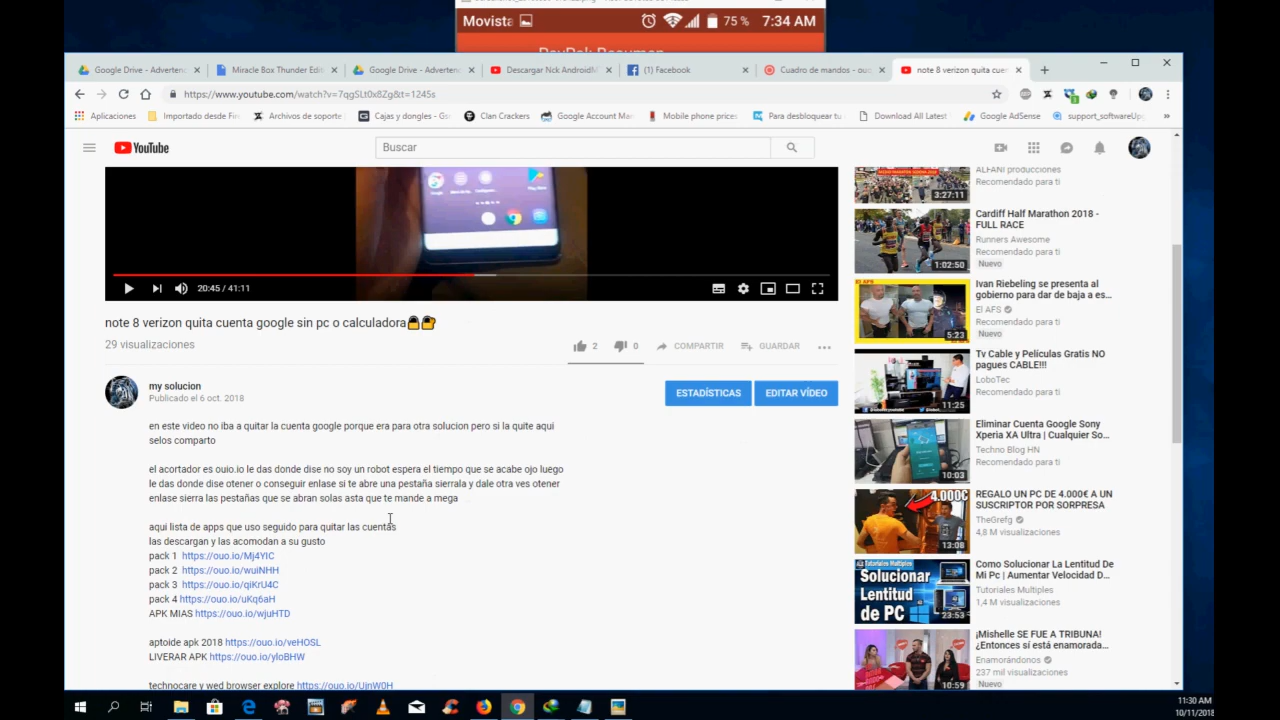 Movista 75 % 7:34 AM
Google Drive - Advertenc
Miracle Box Thunder Edi
Google Drive - Advertenc
Descargar Nck AndroidM
(1) Facebook
Cuadro de mandos - ouo
note 8 verizon quita cuen
https://www.youtube.com/watch?v=7qgSLt0x8Zg&t=1245s
Aplicaciones
Importado desde Fire
Archivos de soporte
Cajas y dongles - Gs
Clan Crackers
Google Account Ma
Mobile phone prices
Para desbloquear tu
Download All Latest
Google AdSense
support_softwareUp
»
YouTube
Buscar
20:45 / 41:11
note 8 verizon quita cuenta google sin pc o calculadora
29 visualizaciones
2
0
COMPARTIR
GUARDAR
my solucion
Publicado el 6 oct. 2018
ESTADÍSTICAS
EDITAR VÍDEO
en este video no iba a quitar la cuenta google porque era para otra solucion pero si la quite aqui
selos comparto
el acortador es ouio.io le das donde dise no soy un robot espera el tiempo que se acabe ojo luego
le das donde dise otener o conseguir enlase si te abre una pestaña sierrala y dale otra ves otener
enlase sierra las pestañas que se abran solas asta que te mande a mega
aqui lista de apps que uso seguido para quitar las cuentas
las descargan y las acomodan a su gusto
pack 1 https://ouo.io/Mj4YIC
pack 2 https://ouo.io/wuiNHH
pack 3 https://ouo.io/qiKrU4C
pack 4 https://ouo.io/uKq6aH
APK MIAS https://ouo.io/wjuHTD
aptoide apk 2018 https://ouo.io/veHOSL
LIVERAR APK https://ouo.io/yloBHW
technocare y wed browser explore https://ouo.io/UjnW0H
ALFANI producciones
Recomendado para ti
3:27:11
Cardiff Half Marathon 2018 -
FULL RACE
Runners Awesome
Recomendado para ti
Nuevo
1:02:50
Ivan Riebeling se presenta al
gobierno para dar de baja a es...
El AFS
Recomendado para ti
Nuevo
EL AFS
5:23
Tv Cable y Películas Gratis NO
pagues CABLE!!!
LoboTec
Recomendado para ti
11:25
Eliminar Cuenta Google Sony
Xperia XA Ultra | Cualquier So...
Techno Blog HN
Recomendado para ti
10:03
REGALO UN PC DE 4.000€ A UN
SUSCRIPTOR POR SORPRESA
TheGrefg
4,8 M visualizaciones
4.000€
13:08
Como Solucionar La Lentitud De
Mi Pc | Aumentar Velocidad D...
Tutoriales Multiples
1,4 M visualizaciones
Tutoriales Multiples
Solucionar
Lentitud
de PC
23:53
¡Mishelle SE FUE A TRIBUNA!
¿Entonces sí está enamorada...
Enamorándonos
237 mil visualizaciones
Nuevo
10:59
11:30 AM
10/11/2018